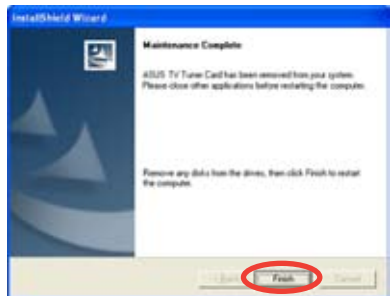 InstallShield Wizard
Maintenance Complete
ASUS TV Tuner Card has been removed from your system.
Please close other applications before restarting the computer.
Remove any disks from the drives, then click Finish to restart
the computer.
< Back
Finish
Cancel